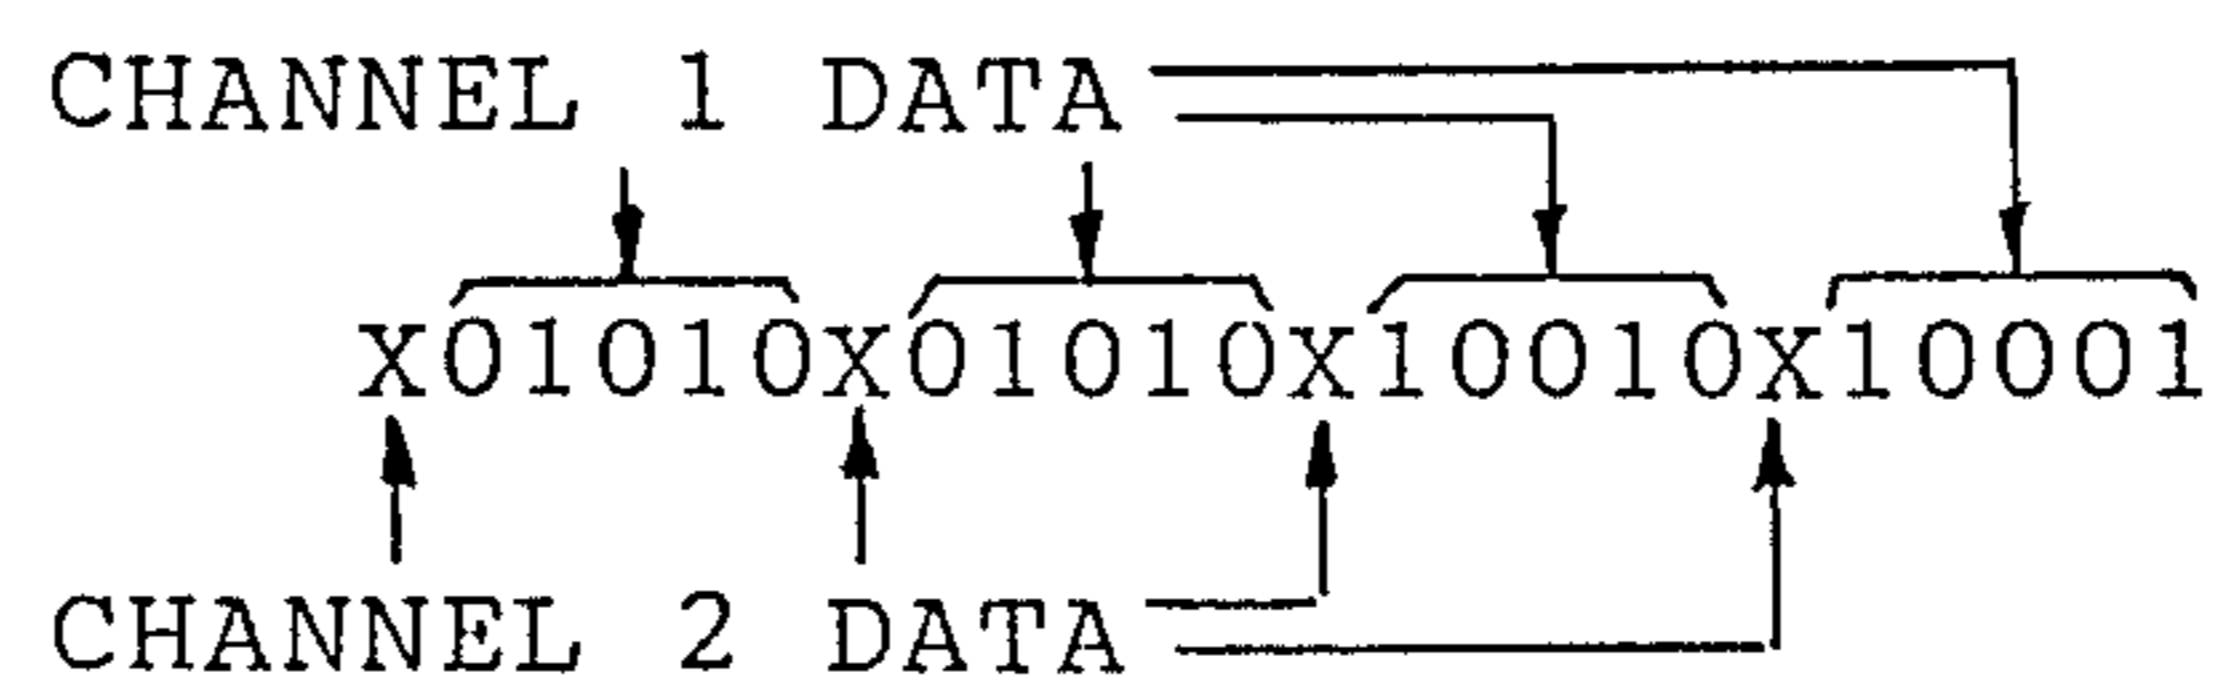 CHANNEL 1 DATA
X01010X01010X10010X10001
CHANNEL 2 DATA